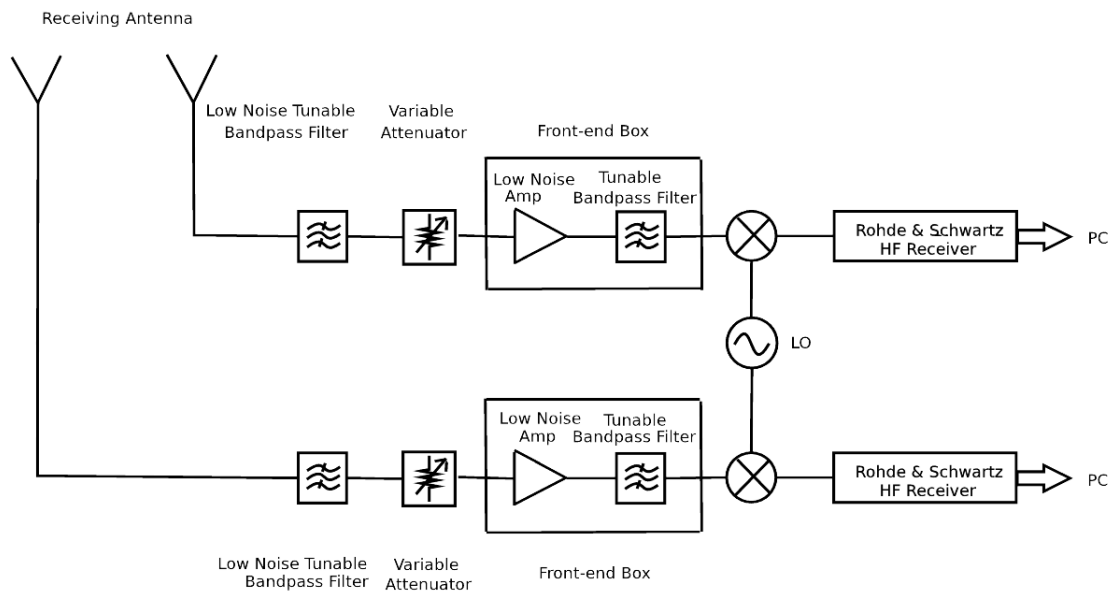 Receiving Antenna
Low Noise Tunable
Bandpass Filter
Variable
Attenuator
Front-end Box
Low Noise
Amp
Tunable
Bandpass Filter
Rohde & Schwartz
HF Receiver
PC
LO
Low Noise
Amp
Tunable
Bandpass Filter
Rohde & Schwartz
HF Receiver
PC
Low Noise Tunable
Bandpass Filter
Variable
Attenuator
Front-end Box